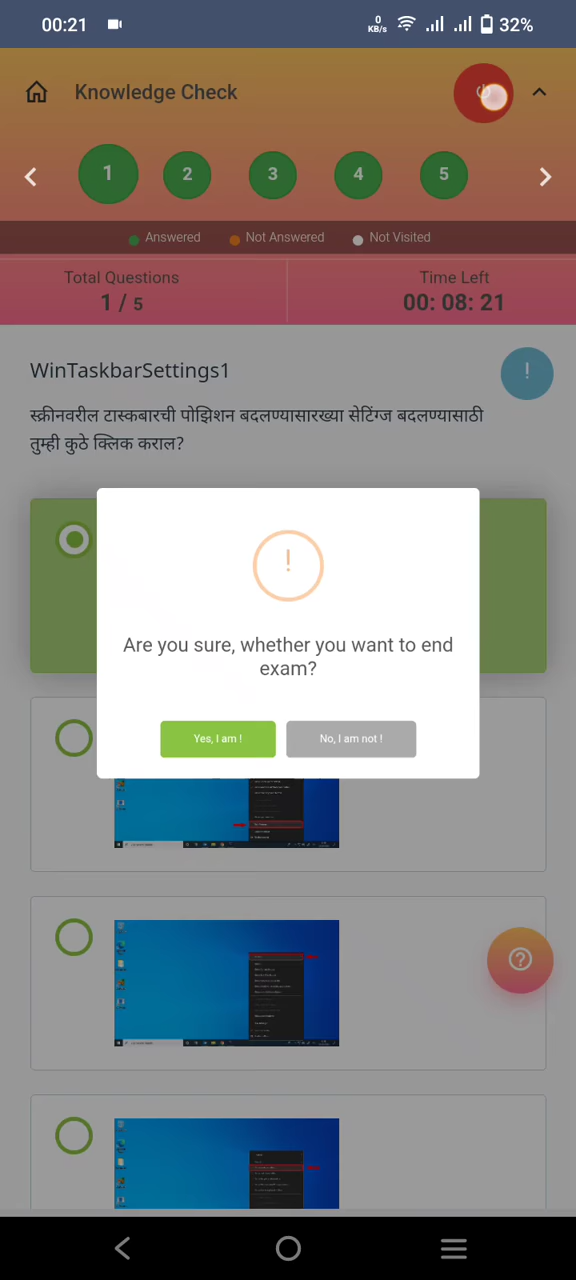 00:21
0
KB/s
32%
Knowledge Check
1
2
3
4
5
Answered
Not Answered
Not Visited
Total Questions
Time Left
1 / 5
00: 08: 21
WinTaskbarSettings1
!
स्क्रीनवरील टास्कबारची पोझिशन बदलण्यासारख्या सेटिंग्ज बदलण्यासाठी
तुम्ही कुठे क्लिक कराल?
!
Are you sure, whether you want to end
exam?
Yes, I am !
No, I am not !
?